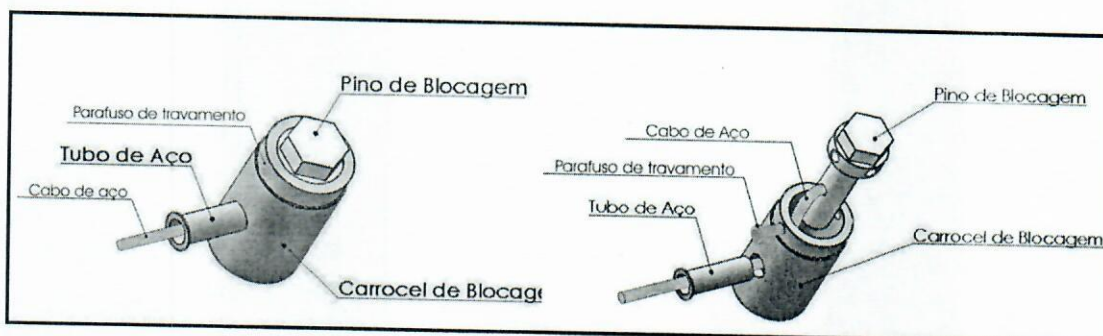 Pino de Blocagem
Parafuso de travamento
Tubo de Aço
Cabo de aço
Carrocel de Blocage
Pino de Blocagem
Cabo de Aço
Parafuso de travamento
Tubo de Aço
Carrocel de Blocagem